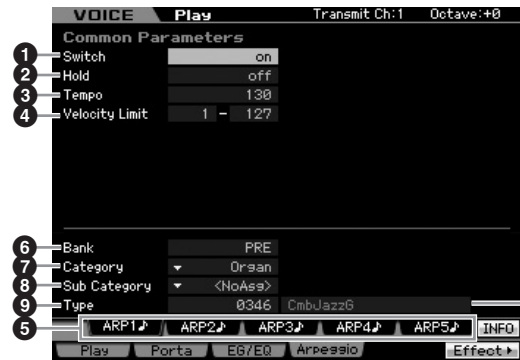 VOICE Play Transmit Ch:1 Octave:+0
Common Parameters
1 Switch on
2 Hold off
3 Tempo 130
4 Velocity Limit 1 - 127
6 Bank PRE
7 Category Organ
8 Sub Category <NoAsg>
9 Type 0346 CmbJazzG
5 ARP1♪ ARP2♪ ARP3♪ ARP4♪ ARP5♪ INFO
Play Porta EG/EQ Arpeggio Effect